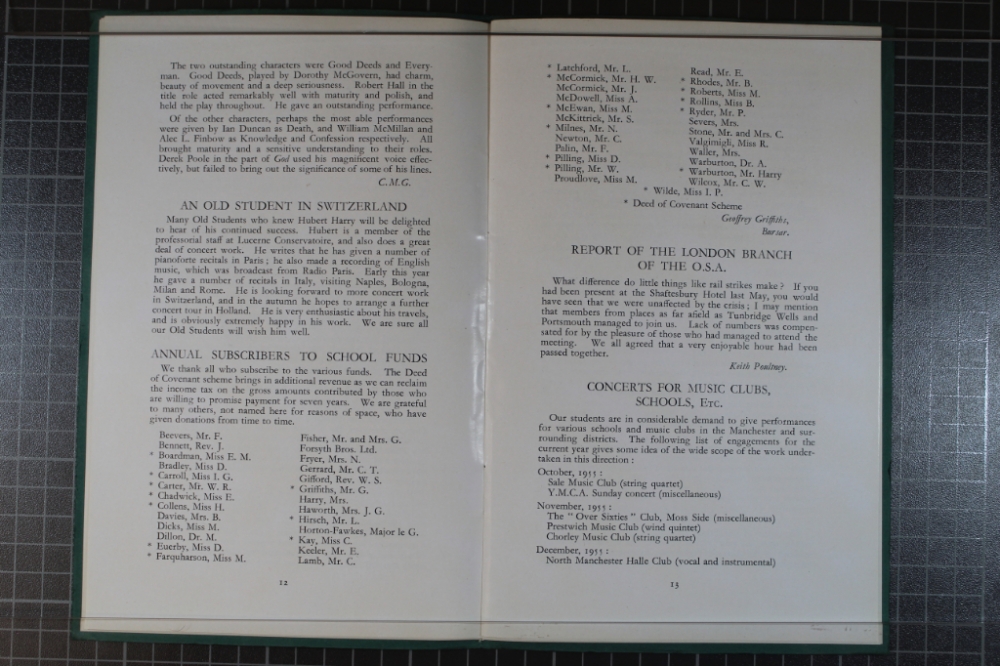 The two outstanding characters were Good Deeds and Every-
man. Good Deeds, played by Dorothy McGovern, had charm,
beauty of movement and a deep seriousness. Robert Hall in the
title role acted remarkably well with maturity and polish, and
held the play throughout. He gave an outstanding performance.
Of the other characters, perhaps the most able performances
were given by Ian Duncan as Death, and William McMillan and
Alec L. Finbow as Knowledge and Confession respectively. All
brought maturity and a sensitive understanding to their roles.
Derek Poole in the part of God used his magnificent voice effec-
tively, but failed to bring out the significance of some of his lines.
C.M.G.
AN OLD STUDENT IN SWITZERLAND
Many Old Students who knew Hubert Harry will be delighted
to hear of his continued success. Hubert is a member of the
professorial staff at Lucerne Conservatoire, and also does a great
deal of concert work. He writes that he has given a number of
pianoforte recitals in Paris; he also made a recording of English
music, which was broadcast from Radio Paris. Early this year
he gave a number of recitals in Italy, visiting Naples, Bologna,
Milan and Rome. He is looking forward to more concert work
in Switzerland, and in the autumn he hopes to arrange a further
concert tour in Holland. He is very enthusiastic about his travels,
and is obviously extremely happy in his work. We are sure all
our Old Students will wish him well.
ANNUAL SUBSCRIBERS TO SCHOOL FUNDS
We thank all who subscribe to the various funds. The Deed
of Covenant scheme brings in additional revenue as we can reclaim
the income tax on the gross amounts contributed by those who
are willing to promise payment for seven years. We are grateful
to many others, not named here for reasons of space, who have
given donations from time to time.
Beevers, Mr. F.
Bennett, Rev. J.
* Boardman, Miss E. M.
Bradley, Miss D.
* Carroll, Miss I. G.
* Carter, Mr. W. R.
* Chadwick, Miss E.
* Collens, Miss H.
Davies, Mrs. B.
Dicks, Miss M.
Dillon, Dr. M.
* Euerby, Miss D.
* Farquharson, Miss M.
Fisher, Mr. and Mrs. G.
Forsyth Bros. Ltd.
Fryer, Mrs. N.
Gerrard, Mr. C. T.
Gifford, Rev. W. S.
* Griffiths, Mr. G.
Harry, Mrs.
Haworth, Mrs. J. G.
* Hirsch, Mr. L.
Horton-Fawkes, Major le G.
* Kay, Miss C.
Keeler, Mr. E.
Lamb, Mr. C.
12
* Latchford, Mr. L.
* McCormick, Mr. H. W.
McCormick, Mr. J.
McDowell, Miss A.
* McEwan, Miss M.
McKittrick, Mr. S.
* Milnes, Mr. N.
Newton, Mr. C.
Palin, Mr. F.
* Pilling, Miss D.
* Pilling, Mr. W.
Proudlove, Miss M.
Read, Mr. E.
* Rhodes, Mr. B.
* Roberts, Miss M.
* Rollins, Miss B.
* Ryder, Mr. P.
Severs, Mrs.
Stone, Mr. and Mrs. C.
Valgimigli, Miss R.
Waller, Mrs.
Warburton, Dr. A.
* Warburton, Mr. Harry
Wilcox, Mr. C. W.
* Wilde, Miss I. P.
* Deed of Covenant Scheme
Geoffrey Griffiths,
Bursar.
REPORT OF THE LONDON BRANCH
OF THE O.S.A.
What difference do little things like rail strikes make? If you
had been present at the Shaftesbury Hotel last May, you would
have seen that we were unaffected by the crisis; I may mention
that members from places as far afield as Tunbridge Wells and
Portsmouth managed to join us. Lack of numbers was compen-
sated for by the pleasure of those who had managed to attend the
meeting. We all agreed that a very enjoyable hour had been
passed together.
Keith Poultney.
CONCERTS FOR MUSIC CLUBS,
SCHOOLS, ETC.
Our students are in considerable demand to give performances
for various schools and music clubs in the Manchester and sur-
rounding districts. The following list of engagements for the
current year gives some idea of the wide scope of the work under-
taken in this direction:
October, 1955:
Sale Music Club (string quartet)
Y.M.C.A. Sunday concert (miscellaneous)
November, 1955:
The "Over Sixties" Club, Moss Side (miscellaneous)
Prestwich Music Club (wind quintet)
Chorley Music Club (string quartet)
December, 1955:
North Manchester Halle Club (vocal and instrumental)
13